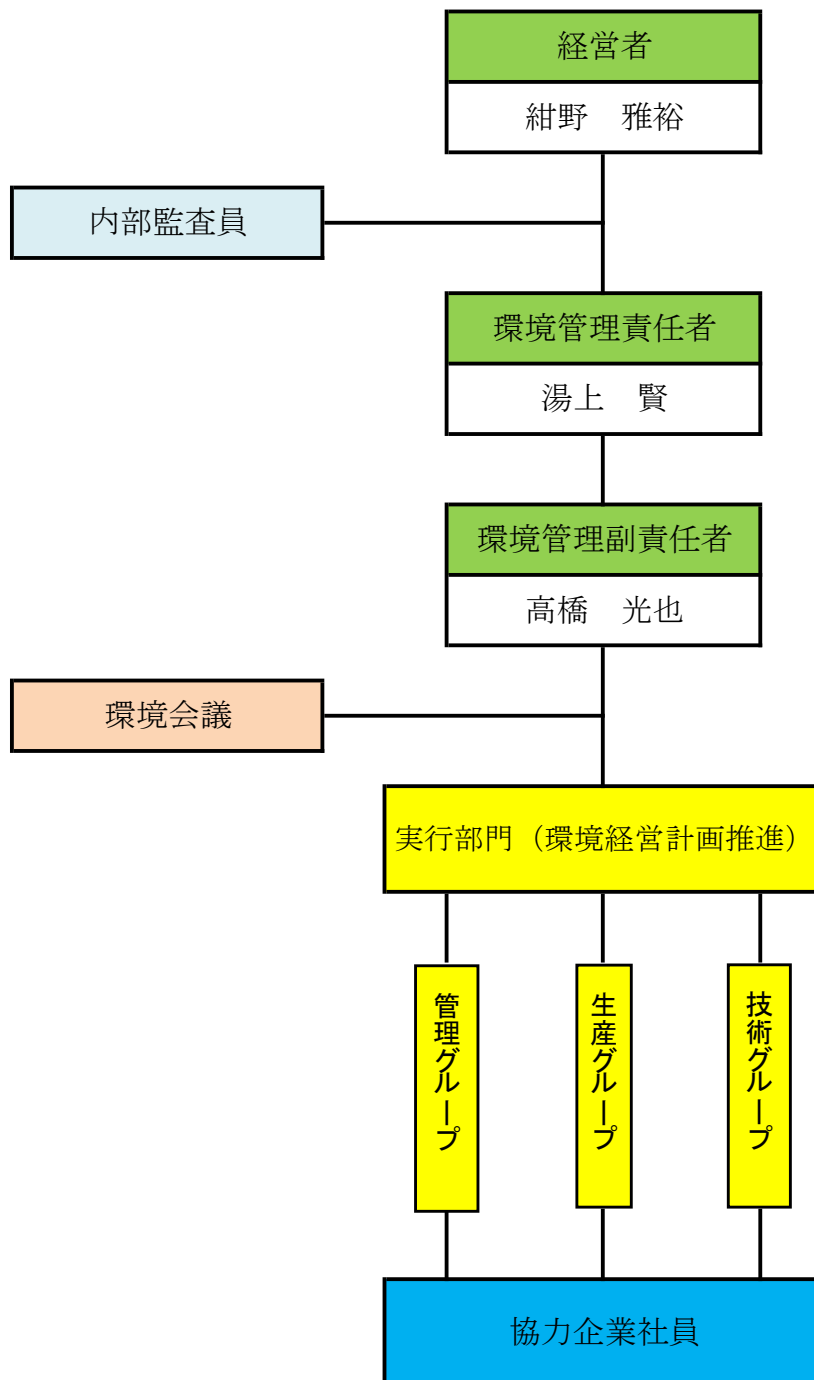 経営者
紺野　雅裕
内部監査員
環境管理責任者
湯上　賢
環境管理副責任者
高橋　光也
環境会議
実行部門（環境経営計画推進）
管理グループ
生産グループ
技術グループ
協力企業社員